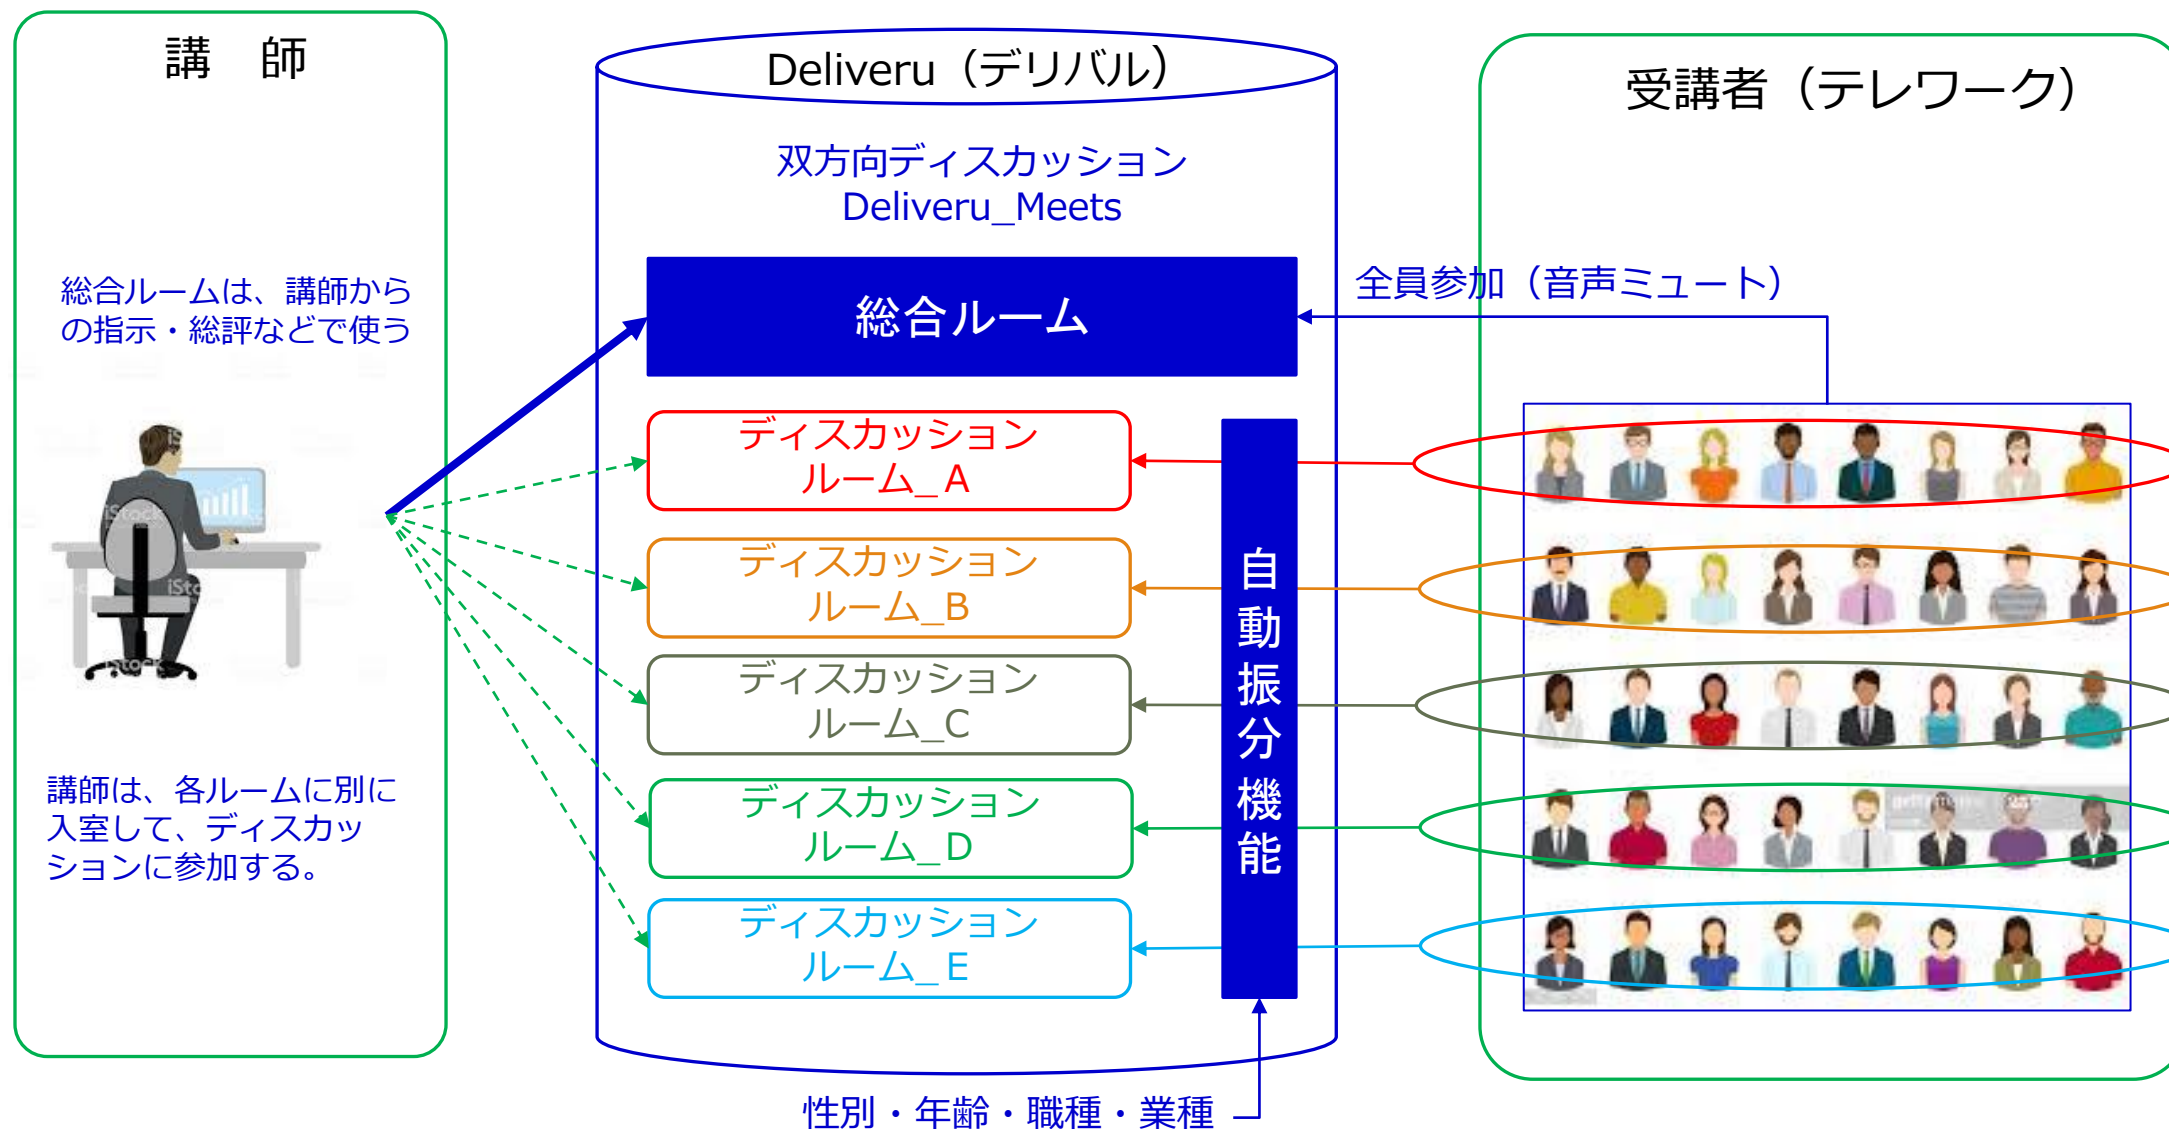 講　師
総合ルームは、講師から
の指示・総評などで使う
iStock
iStock
iStock
講師は、各ルームに別に
入室して、ディスカッ
ションに参加する。
Deliveru（デリバル）
双方向ディスカッション
Deliveru_Meets
総合ルーム
ディスカッション
ルーム_A
ディスカッション
ルーム_B
ディスカッション
ルーム_C
ディスカッション
ルーム_D
ディスカッション
ルーム_E
自動振分機能
性別・年齢・職種・業種
全員参加（音声ミュート）
受講者（テレワーク）